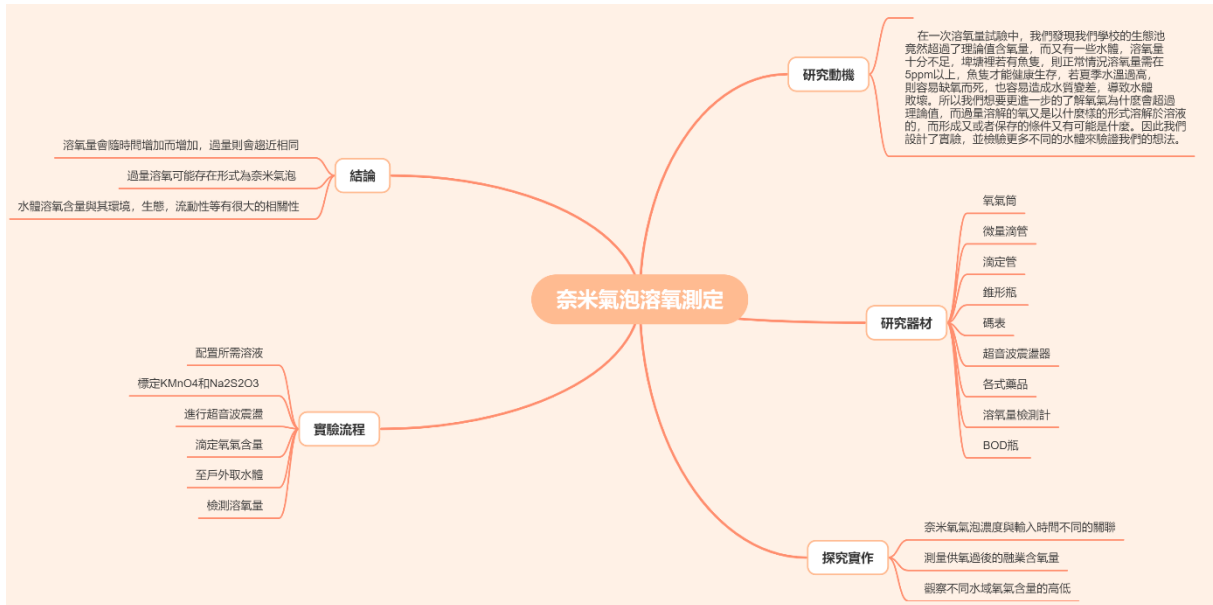 奈米氣泡溶氧測定
研究動機
在一次溶氧量試驗中，我們發現我們學校的生態池
竟然超過了理論值含氧量，而又有一些水體，溶氧量
十分不足，埤塘裡若有魚隻，則正常情況溶氧量需在
5ppm以上，魚隻才能健康生存，若夏季水溫過高，
則容易缺氧而死，也容易造成水質變差，導致水體
敗壞。所以我們想要更進一步的了解氧氣為什麼會超過
理論值，而過量溶解的氧又是以什麼樣的形式溶解於溶液
的，而形成又或者保存的條件又有可能是什麼。因此我們
設計了實驗，並檢驗更多不同的水體來驗證我們的想法。
研究器材
氧氣筒
微量滴管
滴定管
錐形瓶
碼表
超音波震盪器
各式藥品
溶氧量檢測計
BOD瓶
探究實作
奈米氧氣泡濃度與輸入時間不同的關聯
測量供氧過後的融業含氧量
觀察不同水域氧氣含量的高低
實驗流程
配置所需溶液
標定KMnO4和Na2S2O3
進行超音波震盪
滴定氧氣含量
至戶外取水體
檢測溶氧量
結論
溶氧量會隨時間增加而增加，過量則會趨近相同
過量溶氧可能存在形式為奈米氣泡
水體溶氧含量與其環境，生態，流動性等有很大的相關性